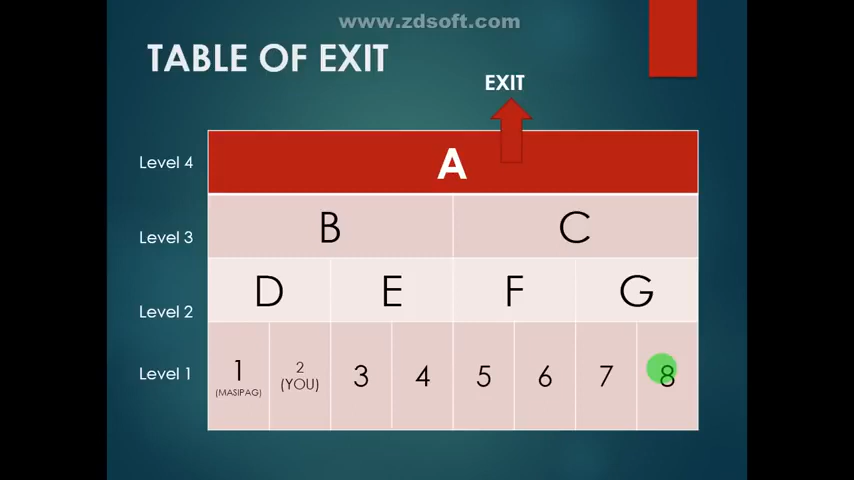 www.zdsoft.com
TABLE OF EXIT
EXIT
Level 4
A
Level 3
B
C
Level 2
D
E
F
G
Level 1
1
(MASIPAG)
2
(YOU)
3
4
5
6
7
8